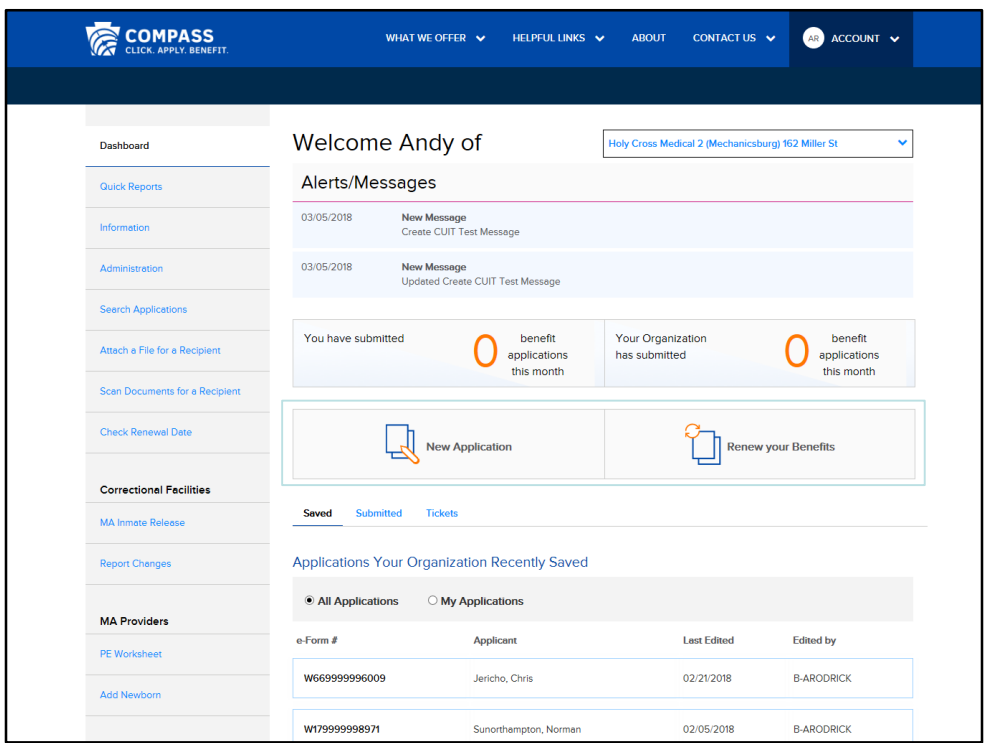 COMPASS
CLICK. APPLY. BENEFIT.
WHAT WE OFFER
HELPFUL LINKS
ABOUT
CONTACT US
AR ACCOUNT
Dashboard
Quick Reports
Information
Administration
Search Applications
Attach a File for a Recipient
Scan Documents for a Recipient
Check Renewal Date
Correctional Facilities
MA Inmate Release
Report Changes
MA Providers
PE Worksheet
Add Newborn
Welcome Andy of
Holy Cross Medical 2 (Mechanicsburg) 162 Miller St
Alerts/Messages
03/05/2018 New Message
Create CUIT Test Message
03/05/2018 New Message
Updated Create CUIT Test Message
You have submitted
0
benefit
applications
this month
Your Organization
has submitted
0
benefit
applications
this month
New Application
Renew your Benefits
Saved Submitted Tickets
Applications Your Organization Recently Saved
All Applications My Applications
e-Form # Applicant Last Edited Edited by
W669999996009 Jericho, Chris 02/21/2018 B-ARODRICK
W179999998971 Sunorthampton, Norman 02/05/2018 B-ARODRICK